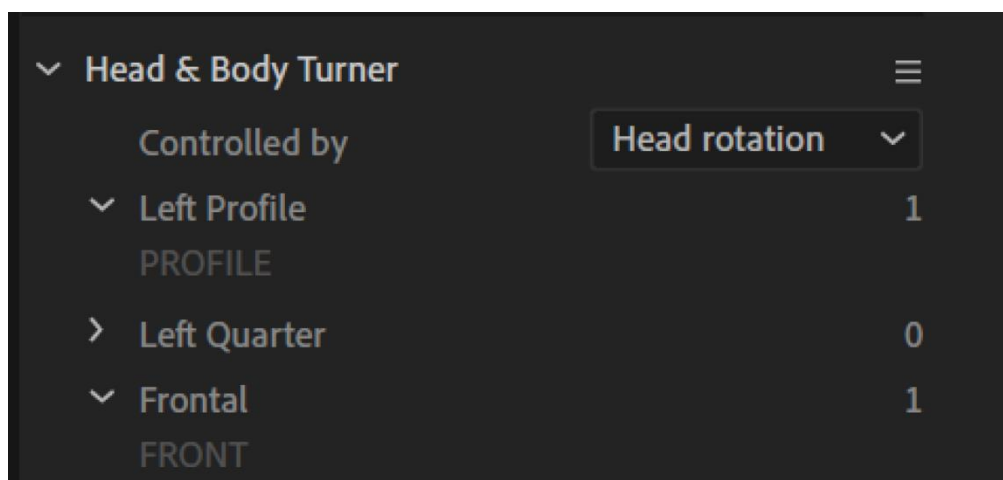 Head & Body Turner
Controlled by Head rotation
Left Profile 1
PROFILE
Left Quarter 0
Frontal 1
FRONT